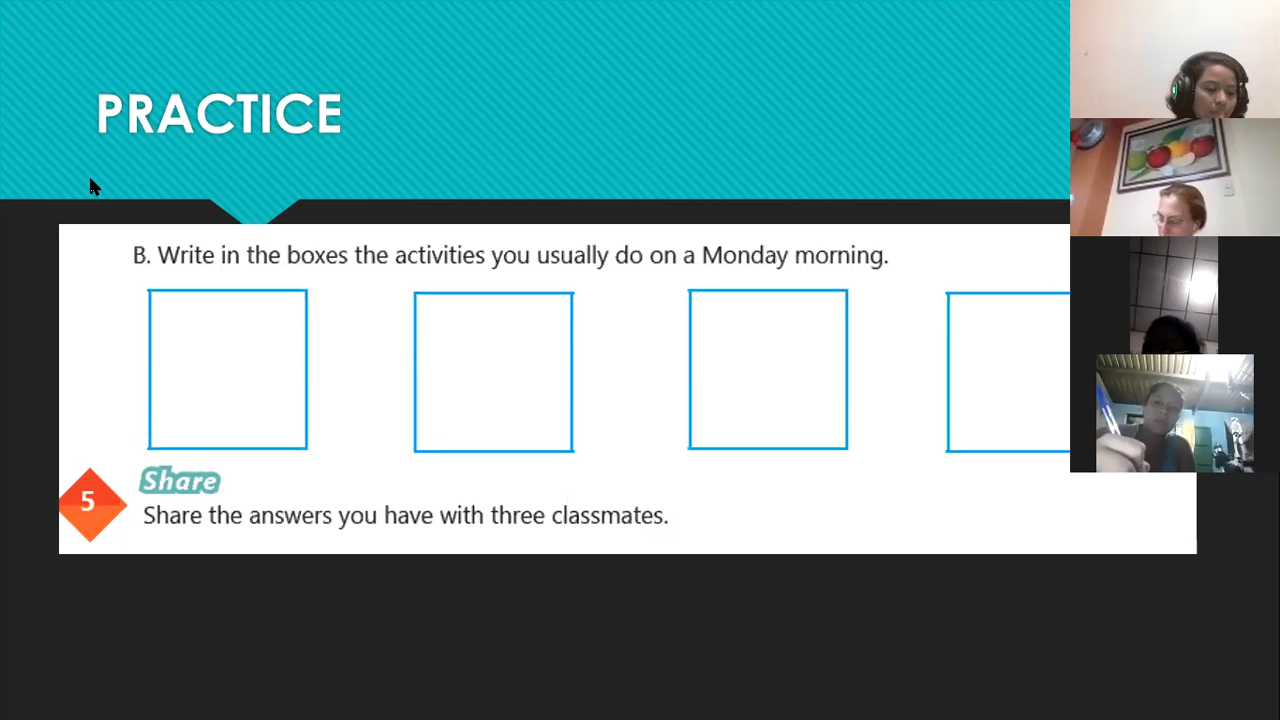 PRACTICE
B. Write in the boxes the activities you usually do on a Monday morning.
Share
5
Share the answers you have with three classmates.